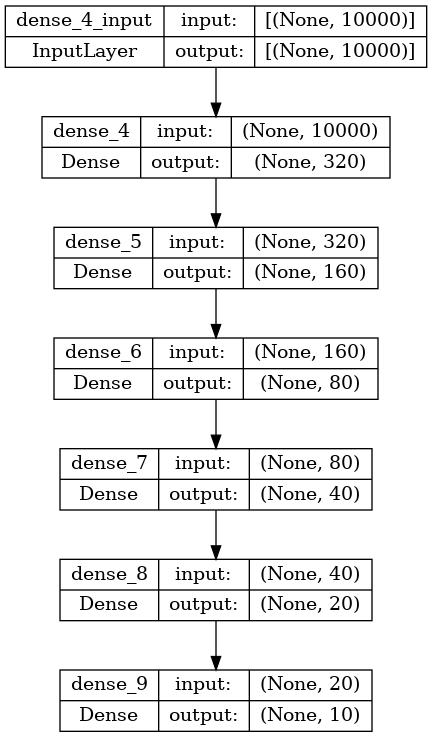 dense_4_input input: [(None, 10000)]
InputLayer output: [(None, 10000)]
dense_4 input: (None, 10000)
Dense output: (None, 320)
dense_5 input: (None, 320)
Dense output: (None, 160)
dense_6 input: (None, 160)
Dense output: (None, 80)
dense_7 input: (None, 80)
Dense output: (None, 40)
dense_8 input: (None, 40)
Dense output: (None, 20)
dense_9 input: (None, 20)
Dense output: (None, 10)